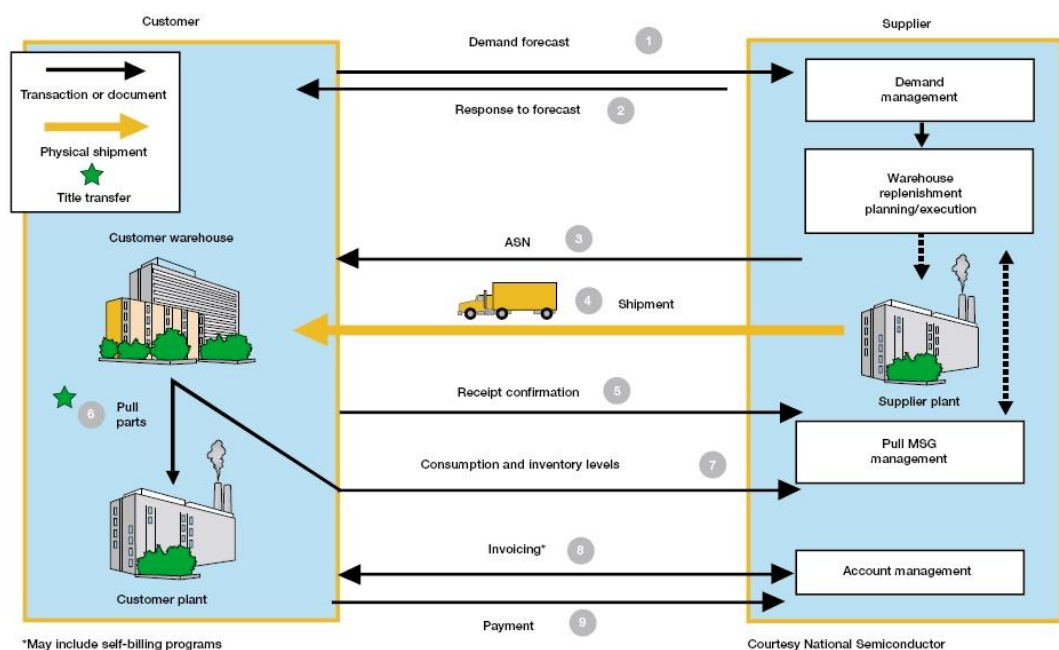 Customer
Supplier
Transaction or document
Physical shipment
Title transfer
Demand forecast 1
Response to forecast 2
Demand
management
Warehouse
replenishment
planning/execution
Customer warehouse
ASN 3
4 Shipment
Supplier plant
Receipt confirmation 5
6 Pull
parts
Pull MSG
management
Consumption and inventory levels 7
Invoicing* 8
Account management
Customer plant
Payment 9
*May include self-billing programs
Courtesy National Semiconductor